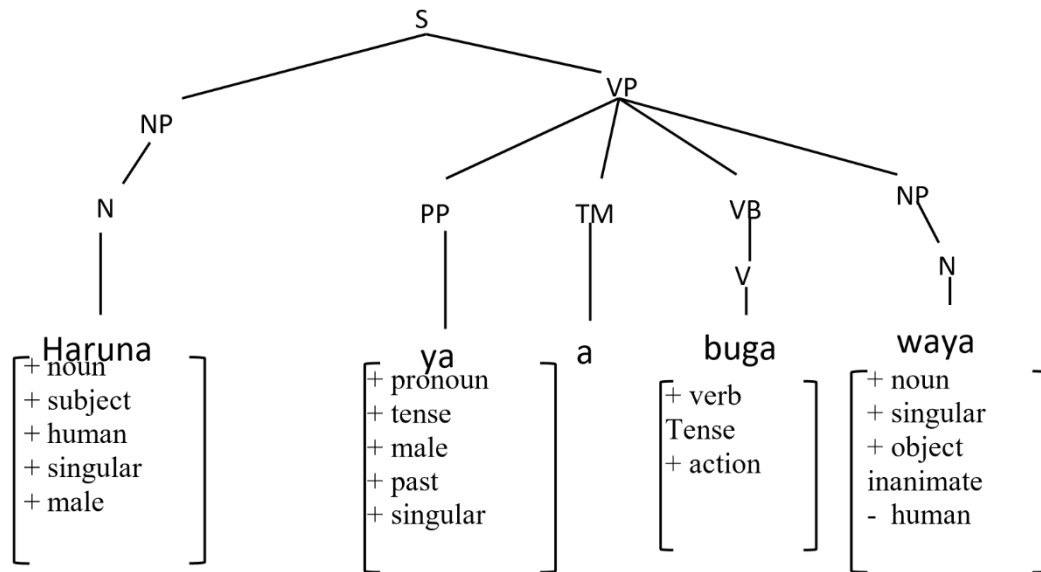 S
VP
NP
N
PP
TM
VB
NP
V
N
Haruna
ya
a
buga
waya
+ noun
+ subject
+ human
+ singular
+ male
+ pronoun
+ tense
+ male
+ past
+ singular
+ verb
Tense
+ action
+ noun
+ singular
+ object
inanimate
- human